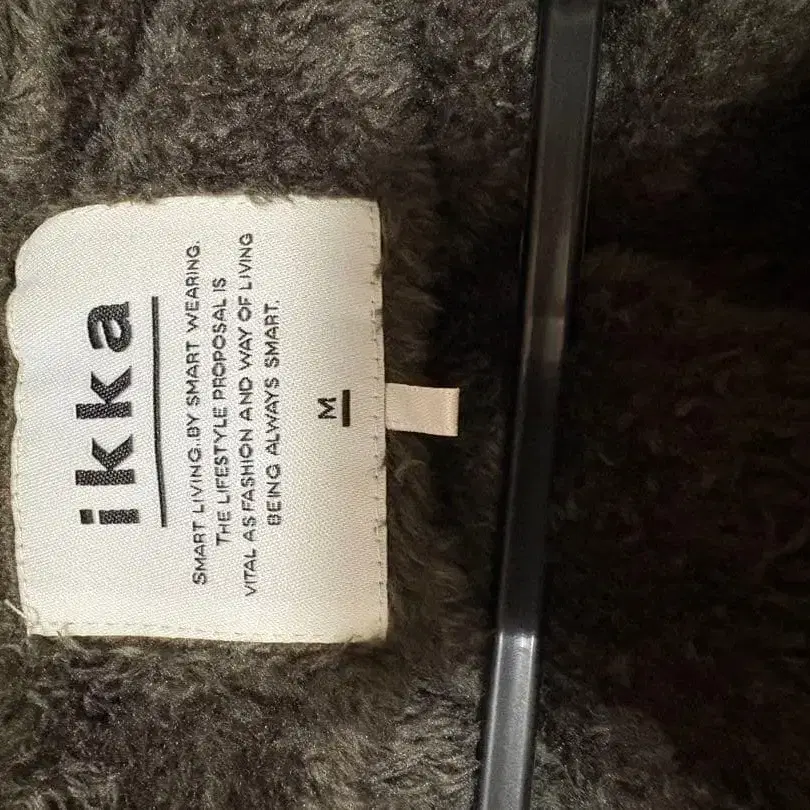 ikka
SMART LIVING..BY SMART WEARING.
THE LIFESTYLE PROPOSAL IS
VITAL AS FASHION AND WAY OF LIVING
BEING ALWAYS SMART.
M